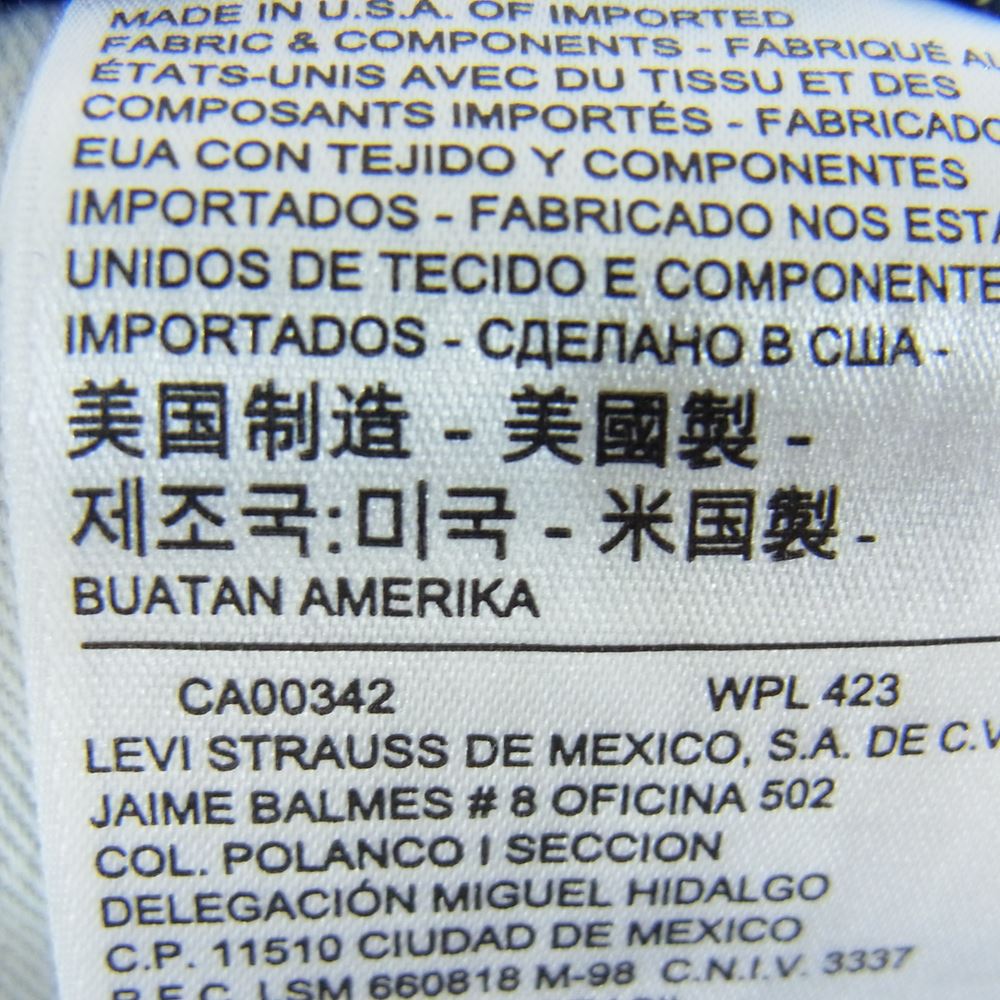 MADE IN U.S.A. OF IMPORTED
FABRIC & COMPONENTS - FABRIQUÉ AU
ÉTATS-UNIS AVEC DU TISSU ET DES
COMPOSANTS IMPORTÉS - FABRICADO
EUA CON TEJIDO Y COMPONENTES
IMPORTADOS - FABRICADO NOS ESTA
UNIDOS DE TECIDO E COMPONENTE
IMPORTADOS - СДЕЛАНО В США -
美国制造 - 美國製 -
제조국:미국 - 米国製 -
BUATAN AMERIKA
CA00342 WPL 423
LEVI STRAUSS DE MEXICO, S.A. DE C.V
JAIME BALMES # 8 OFICINA 502
COL. POLANCO I SECCION
DELEGACIÓN MIGUEL HIDALGO
C.P. 11510 CIUDAD DE MEXICO
R.F.C. LSM 660818 M-98 C.N.I.V. 3337